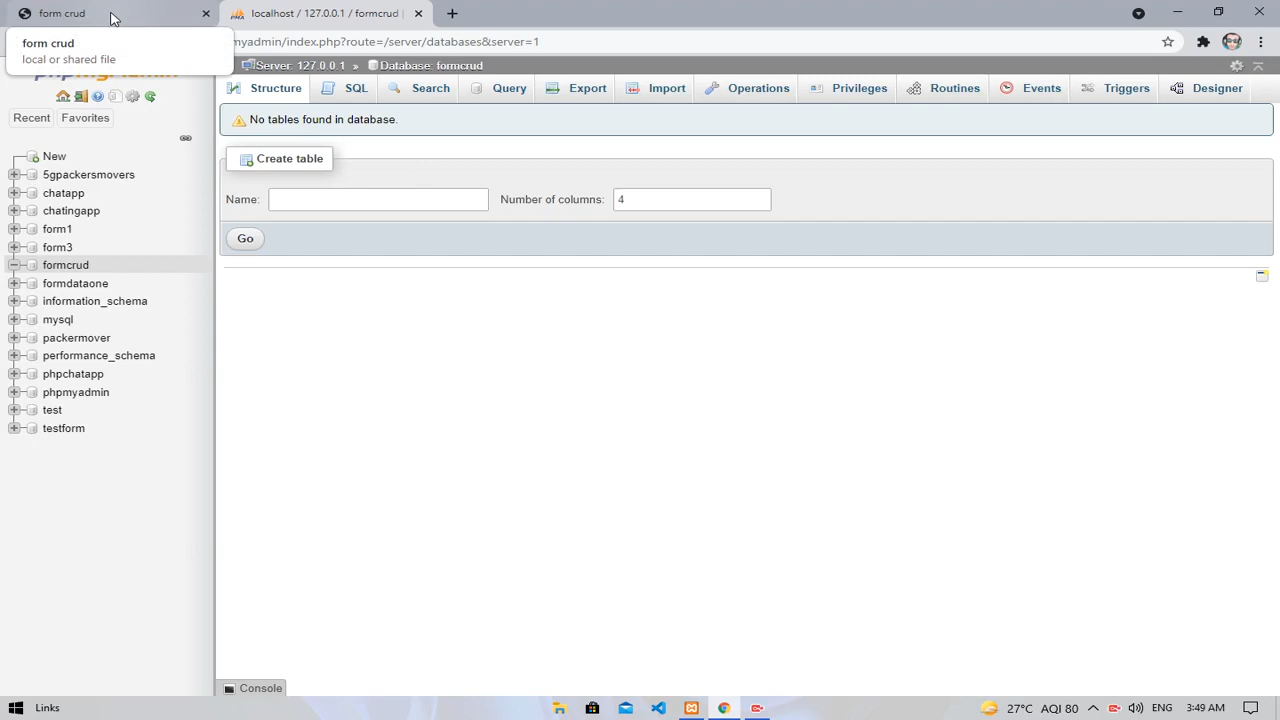 form crud
localhost / 127.0.0.1 / formcrud |
form crud
local or shared file
myadmin/index.php?route=/server/databases&server=1
phpMyAdmin
Server: 127.0.0.1 » Database: formcrud
Structure SQL Search Query Export Import Operations Privileges Routines Events Triggers Designer
Recent Favorites
No tables found in database.
Create table
Name: Number of columns: 4
Go
New
5gpackersmovers
chatapp
chatingapp
form1
form3
formcrud
formdataone
information_schema
mysql
packermover
performance_schema
phpchatapp
phpmyadmin
test
testform
Console
Links
27°C AQI 80 ENG 3:49 AM